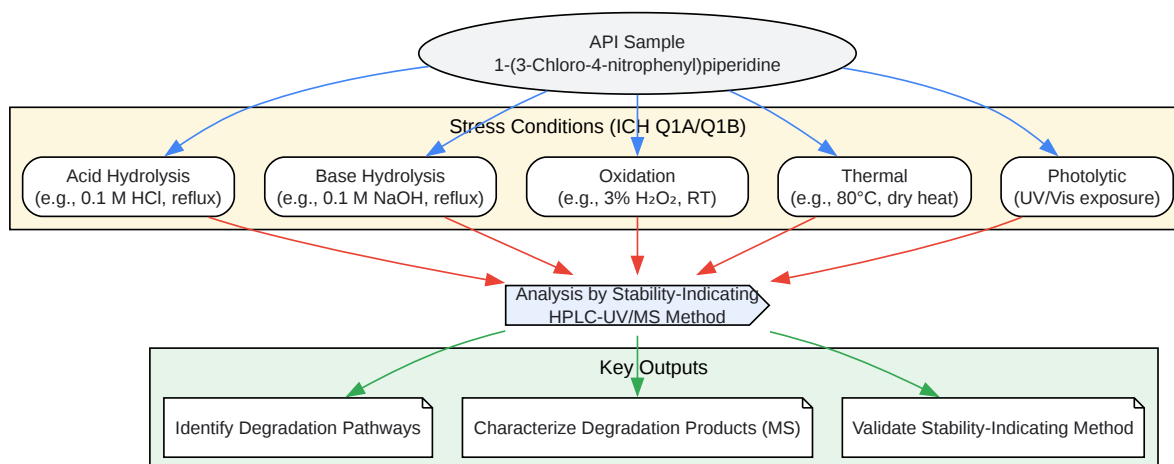 API Sample
1-(3-Chloro-4-nitrophenyl)piperidine
Stress Conditions (ICH Q1A/Q1B)
Acid Hydrolysis
(e.g., 0.1 M HCl, reflux)
Base Hydrolysis
(e.g., 0.1 M NaOH, reflux)
Oxidation
(e.g., 3% H₂O₂, RT)
Thermal
(e.g., 80°C, dry heat)
Photolytic
(UV/Vis exposure)
Analysis by Stability-Indicating
HPLC-UV/MS Method
Key Outputs
Identify Degradation Pathways
Characterize Degradation Products (MS)
Validate Stability-Indicating Method